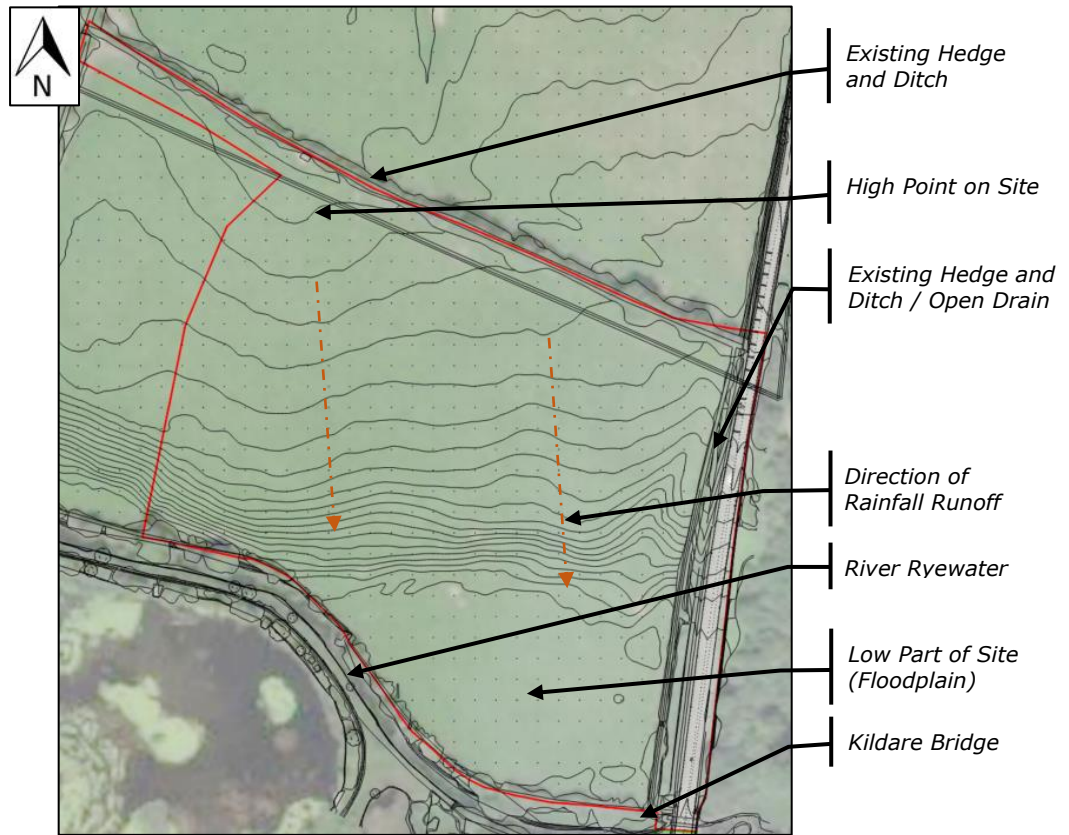 N
Existing Hedge
and Ditch
High Point on Site
Existing Hedge and
Ditch / Open Drain
Direction of
Rainfall Runoff
River Ryewater
Low Part of Site
(Floodplain)
Kildare Bridge